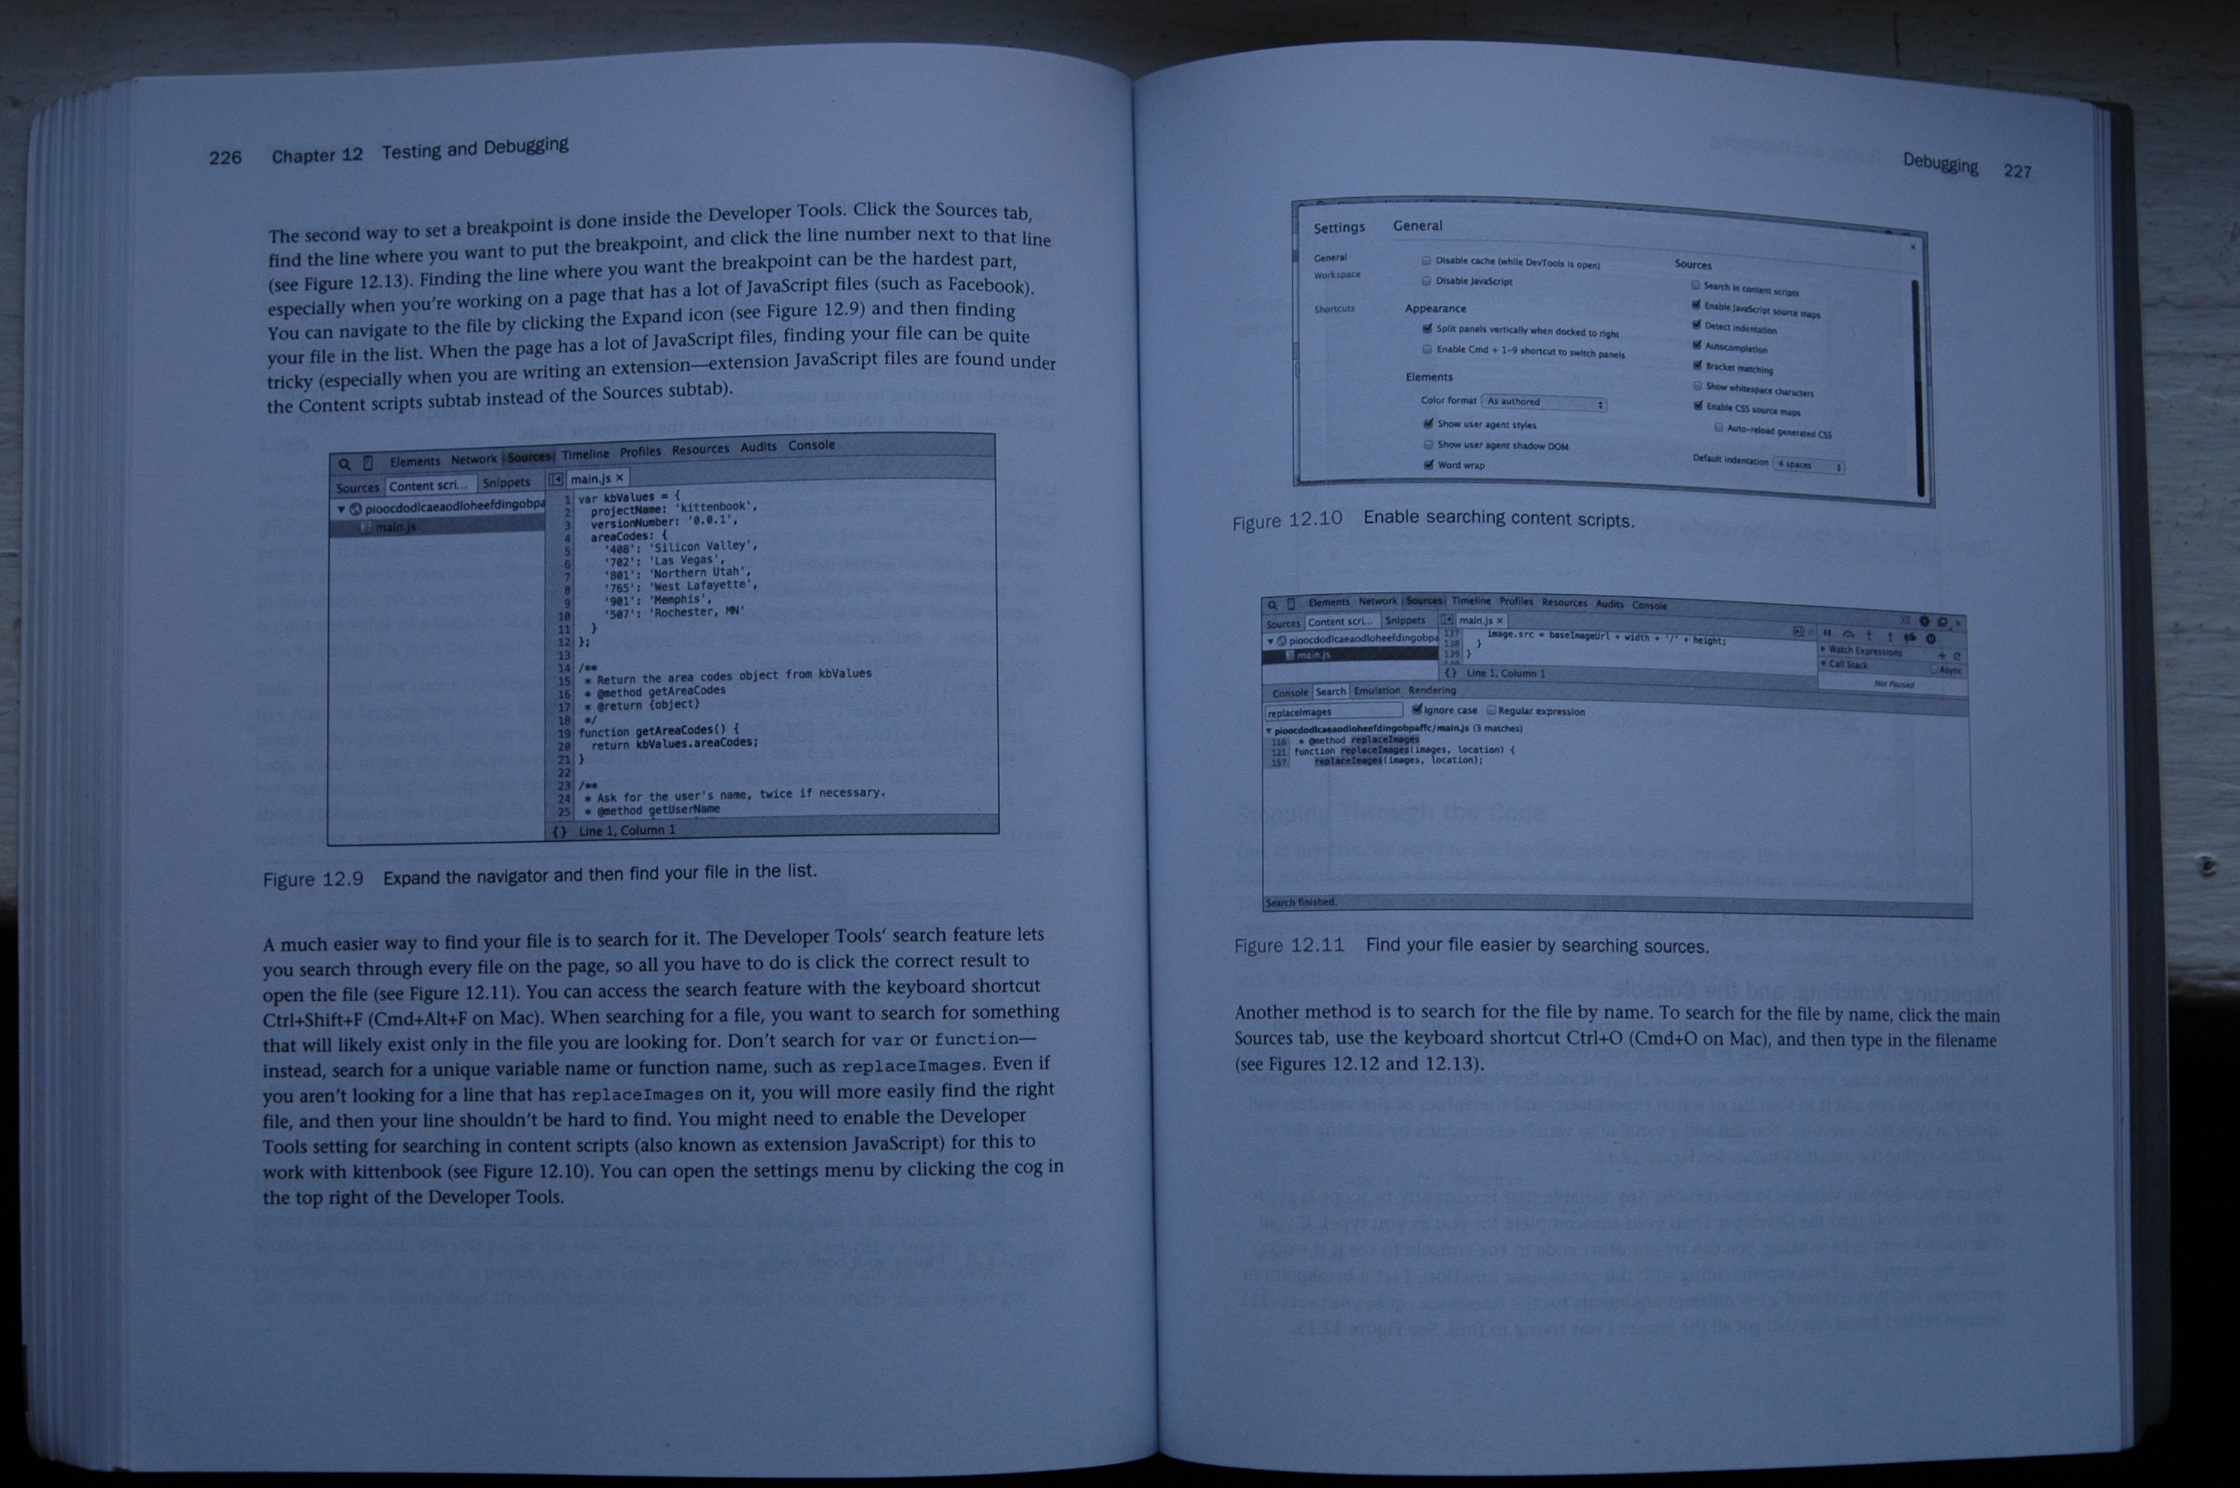 226 Chapter 12 Testing and Debugging
The second way to set a breakpoint is done inside the Developer Tools. Click the Sources tab,
find the line where you want to put the breakpoint, and click the line number next to that line
(see Figure 12.13). Finding the line where you want the breakpoint can be the hardest part,
especially when you're working on a page that has a lot of JavaScript files (such as Facebook).
You can navigate to the file by clicking the Expand icon (see Figure 12.9) and then finding
your file in the list. When the page has a lot of JavaScript files, finding your file can be quite
tricky (especially when you are writing an extension—extension JavaScript files are found under
the Content scripts subtab instead of the Sources subtab).
Elements Network Sources Timeline Profiles Resources Audits Console
Sources Content scri... Snippets main.js ×
▼ pioocdodlcaeaodloheefdingobpa
main.js
1 var kbValues = {
2 projectName: 'kittenbook',
3 versionNumber: '0.0.1',
4 areaCodes: {
5 '408': 'Silicon Valley',
6 '702': 'Las Vegas',
7 '801': 'Northern Utah',
8 '765': 'West Lafayette',
9 '901': 'Memphis',
10 '507': 'Rochester, MN'
11 }
12 };
13
14 /**
15 * Return the area codes object from kbValues
16 * @method getAreaCodes
17 * @return {object}
18 */
19 function getAreaCodes() {
20 return kbValues.areaCodes;
21 }
22
23 /**
24 * Ask for the user's name, twice if necessary.
25 * @method getUserName
{} Line 1, Column 1
Figure 12.9 Expand the navigator and then find your file in the list.
A much easier way to find your file is to search for it. The Developer Tools' search feature lets
you search through every file on the page, so all you have to do is click the correct result to
open the file (see Figure 12.11). You can access the search feature with the keyboard shortcut
Ctrl+Shift+F (Cmd+Alt+F on Mac). When searching for a file, you want to search for something
that will likely exist only in the file you are looking for. Don't search for var or function—
instead, search for a unique variable name or function name, such as replaceImages. Even if
you aren't looking for a line that has replaceImages on it, you will more easily find the right
file, and then your line shouldn't be hard to find. You might need to enable the Developer
Tools setting for searching in content scripts (also known as extension JavaScript) for this to
work with kittenbook (see Figure 12.10). You can open the settings menu by clicking the cog in
the top right of the Developer Tools.
Debugging 227
Settings General
General
Workspace
Shortcuts
Disable cache (while DevTools is open)
Disable JavaScript
Appearance
Split panels vertically when docked to right
Enable Cmd + 1-9 shortcut to switch panels
Elements
Color format As authored
Show user agent styles
Show user agent shadow DOM
Word wrap
Sources
Search in content scripts
Enable JavaScript source maps
Detect indentation
Autocompletion
Bracket matching
Show whitespace characters
Enable CSS source maps
Auto-reload generated CSS
Default indentation 4 spaces
Figure 12.10 Enable searching content scripts.
Elements Network Sources Timeline Profiles Resources Audits Console
Sources Content scri... Snippets main.js ×
▼ pioocdodlcaeaodloheefdingobpa
main.js
137 image.src = baseImageUrl + width + '/' + height;
138 }
139 }
{} Line 1, Column 1
Watch Expressions
Call Stack Async
Not Paused
Console Search Emulation Rendering
replaceImages Ignore case Regular expression
▼ pioocdodlcaeaodloheefdingobpaffc/main.js (3 matches)
116 * @method replaceImages
121 function replaceImages(images, location) {
157 replaceImages(images, location);
Search finished.
Figure 12.11 Find your file easier by searching sources.
Another method is to search for the file by name. To search for the file by name, click the main
Sources tab, use the keyboard shortcut Ctrl+O (Cmd+O on Mac), and then type in the filename
(see Figures 12.12 and 12.13).